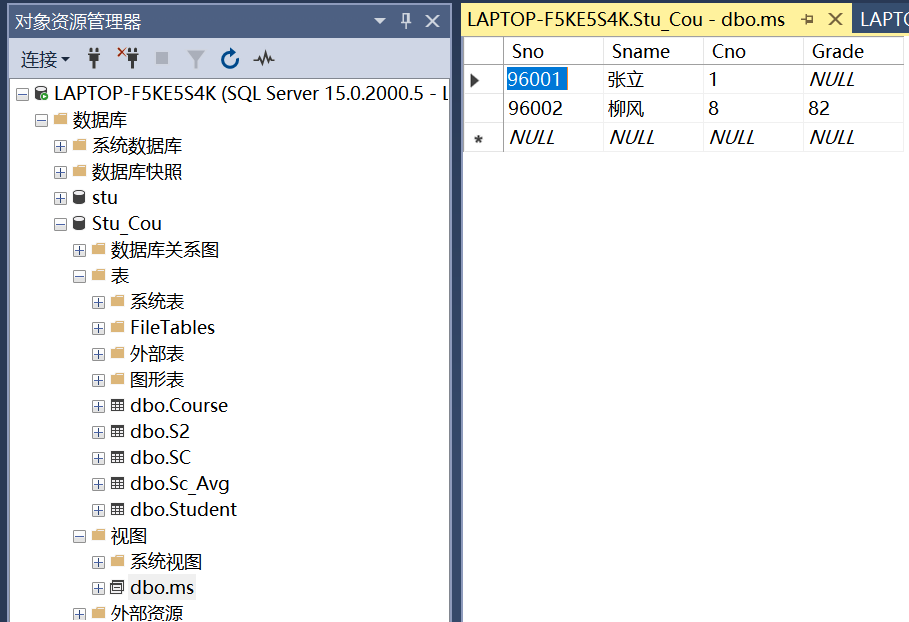 对象资源管理器
连接
LAPTOP-F5KE5S4K (SQL Server 15.0.2000.5 - L
数据库
系统数据库
数据库快照
stu
Stu_Cou
数据库关系图
表
系统表
FileTables
外部表
图形表
dbo.Course
dbo.S2
dbo.SC
dbo.Sc_Avg
dbo.Student
视图
系统视图
dbo.ms
外部资源
LAPTOP-F5KE5S4K.Stu_Cou - dbo.ms LAPTO
Sno Sname Cno Grade
96001 张立 1 NULL
96002 柳风 8 82
* NULL NULL NULL NULL